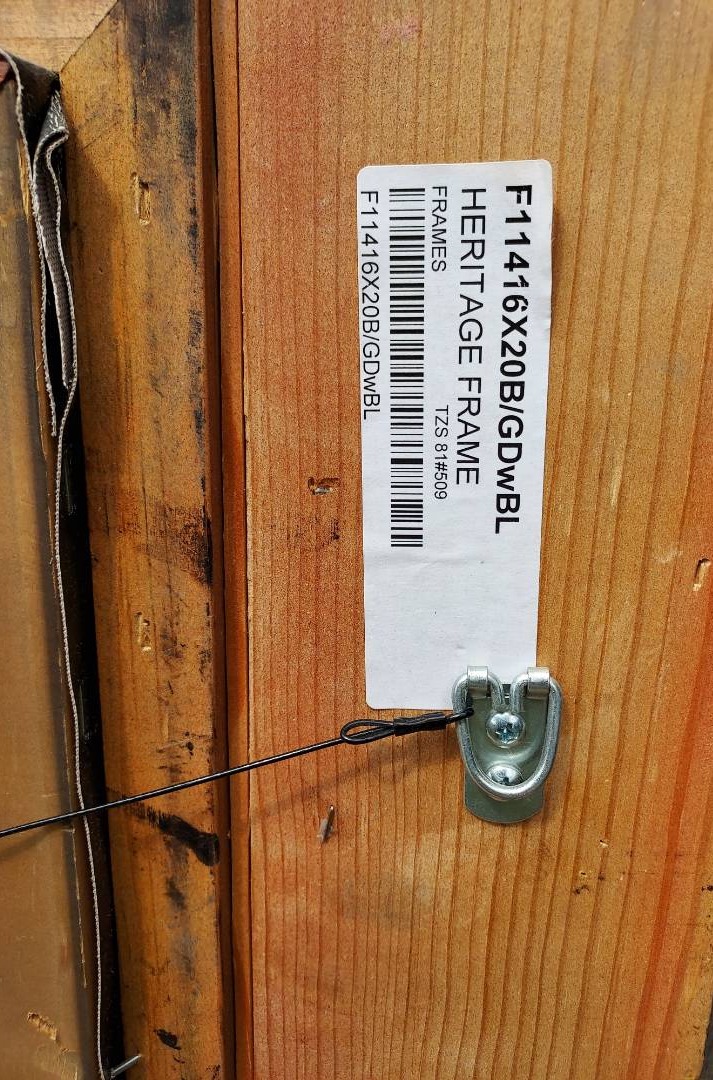 F11416X20B/GDwBL
HERITAGE FRAME
FRAMES TZS 81#509
F11416X20B/GDwBL